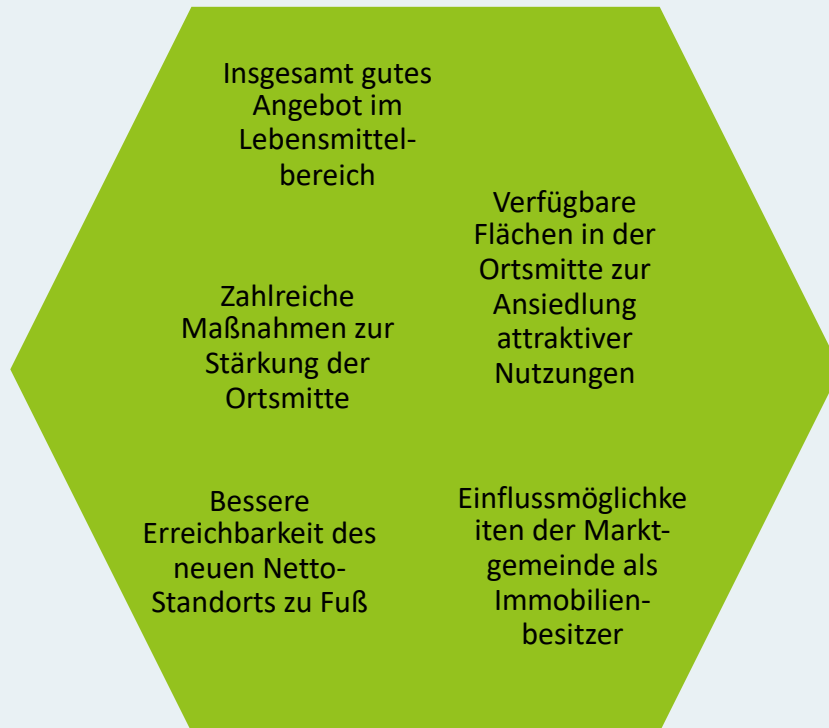 Insgesamt gutes
Angebot im
Lebensmittel-
bereich
Verfügbare
Flächen in der
Ortsmitte zur
Ansiedlung
attraktiver
Nutzungen
Zahlreiche
Maßnahmen zur
Stärkung der
Ortsmitte
Bessere
Erreichbarkeit des
neuen Netto-
Standorts zu Fuß
Einflussmöglichke
iten der Markt-
gemeinde als
Immobilien-
besitzer